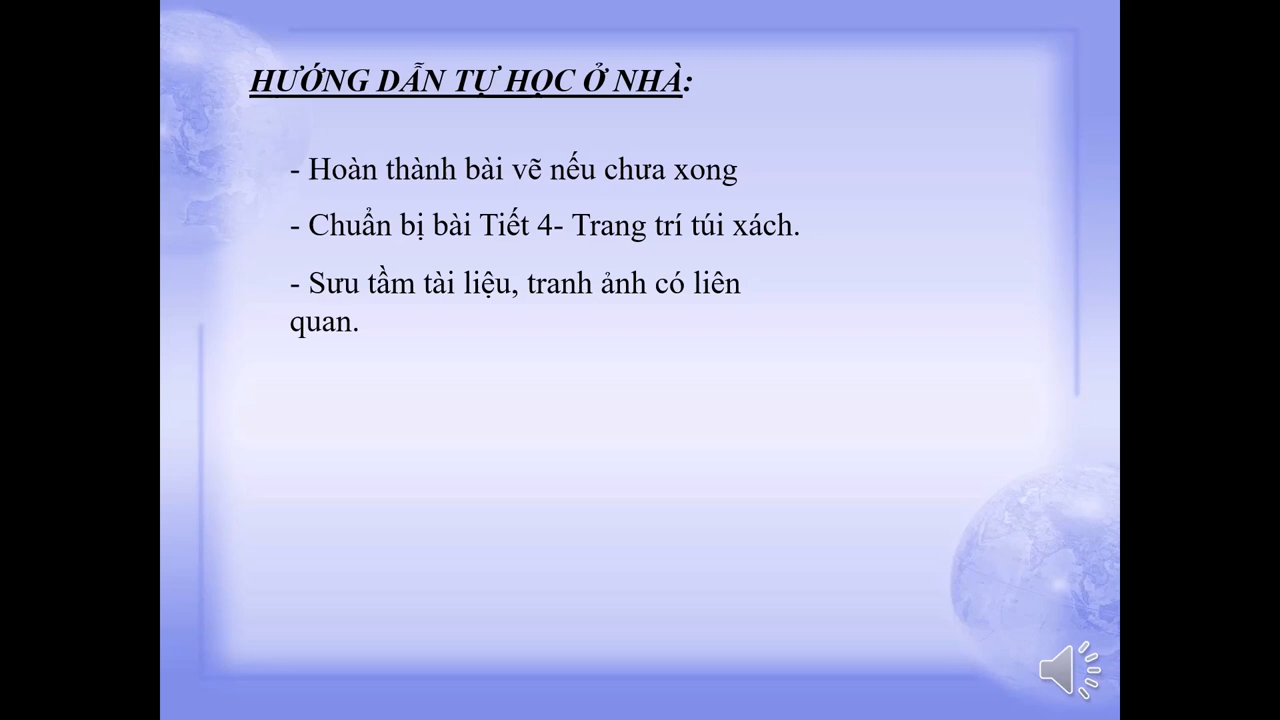 HƯỚNG DẪN TỰ HỌC Ở NHÀ:
- Hoàn thành bài vẽ nếu chưa xong
- Chuẩn bị bài Tiết 4- Trang trí túi xách.
- Sưu tầm tài liệu, tranh ảnh có liên
quan.